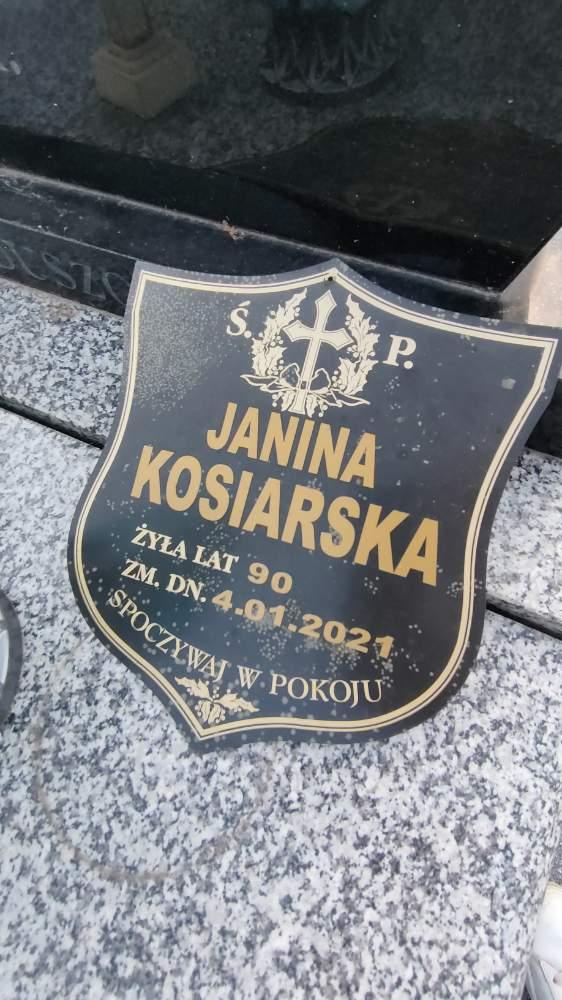 Ś. P.
JANINA
KOSIARSKA
ŻYŁA LAT 90
ZM. DN. 4.01.2021
SPOCZYWAJ W POKOJU